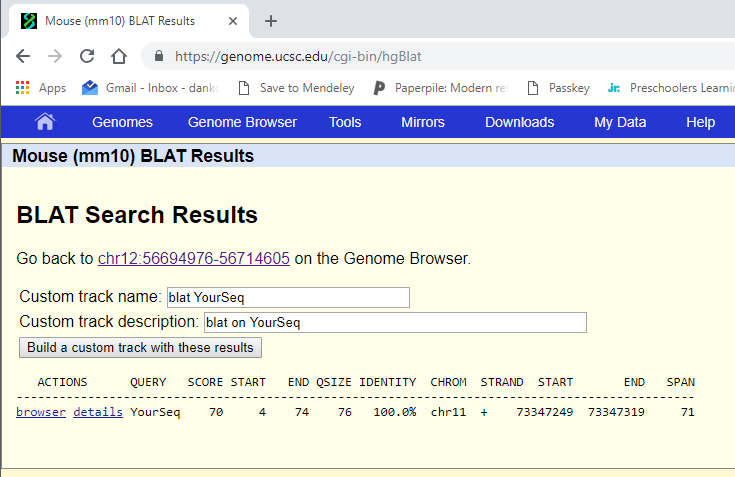 Mouse (mm10) BLAT Results
https://genome.ucsc.edu/cgi-bin/hgBlat
Apps Gmail - Inbox - dank Save to Mendeley Paperpile: Modern re Passkey Jr. Preschoolers Learni
Genomes Genome Browser Tools Mirrors Downloads My Data Help
Mouse (mm10) BLAT Results
BLAT Search Results
Go back to chr12:56694976-56714605 on the Genome Browser.
Custom track name: blat YourSeq
Custom track description: blat on YourSeq
Build a custom track with these results
ACTIONS QUERY SCORE START END QSIZE IDENTITY CHROM STRAND START END SPAN
browser details YourSeq 70 4 74 76 100.0% chr11 + 73347249 73347319 71